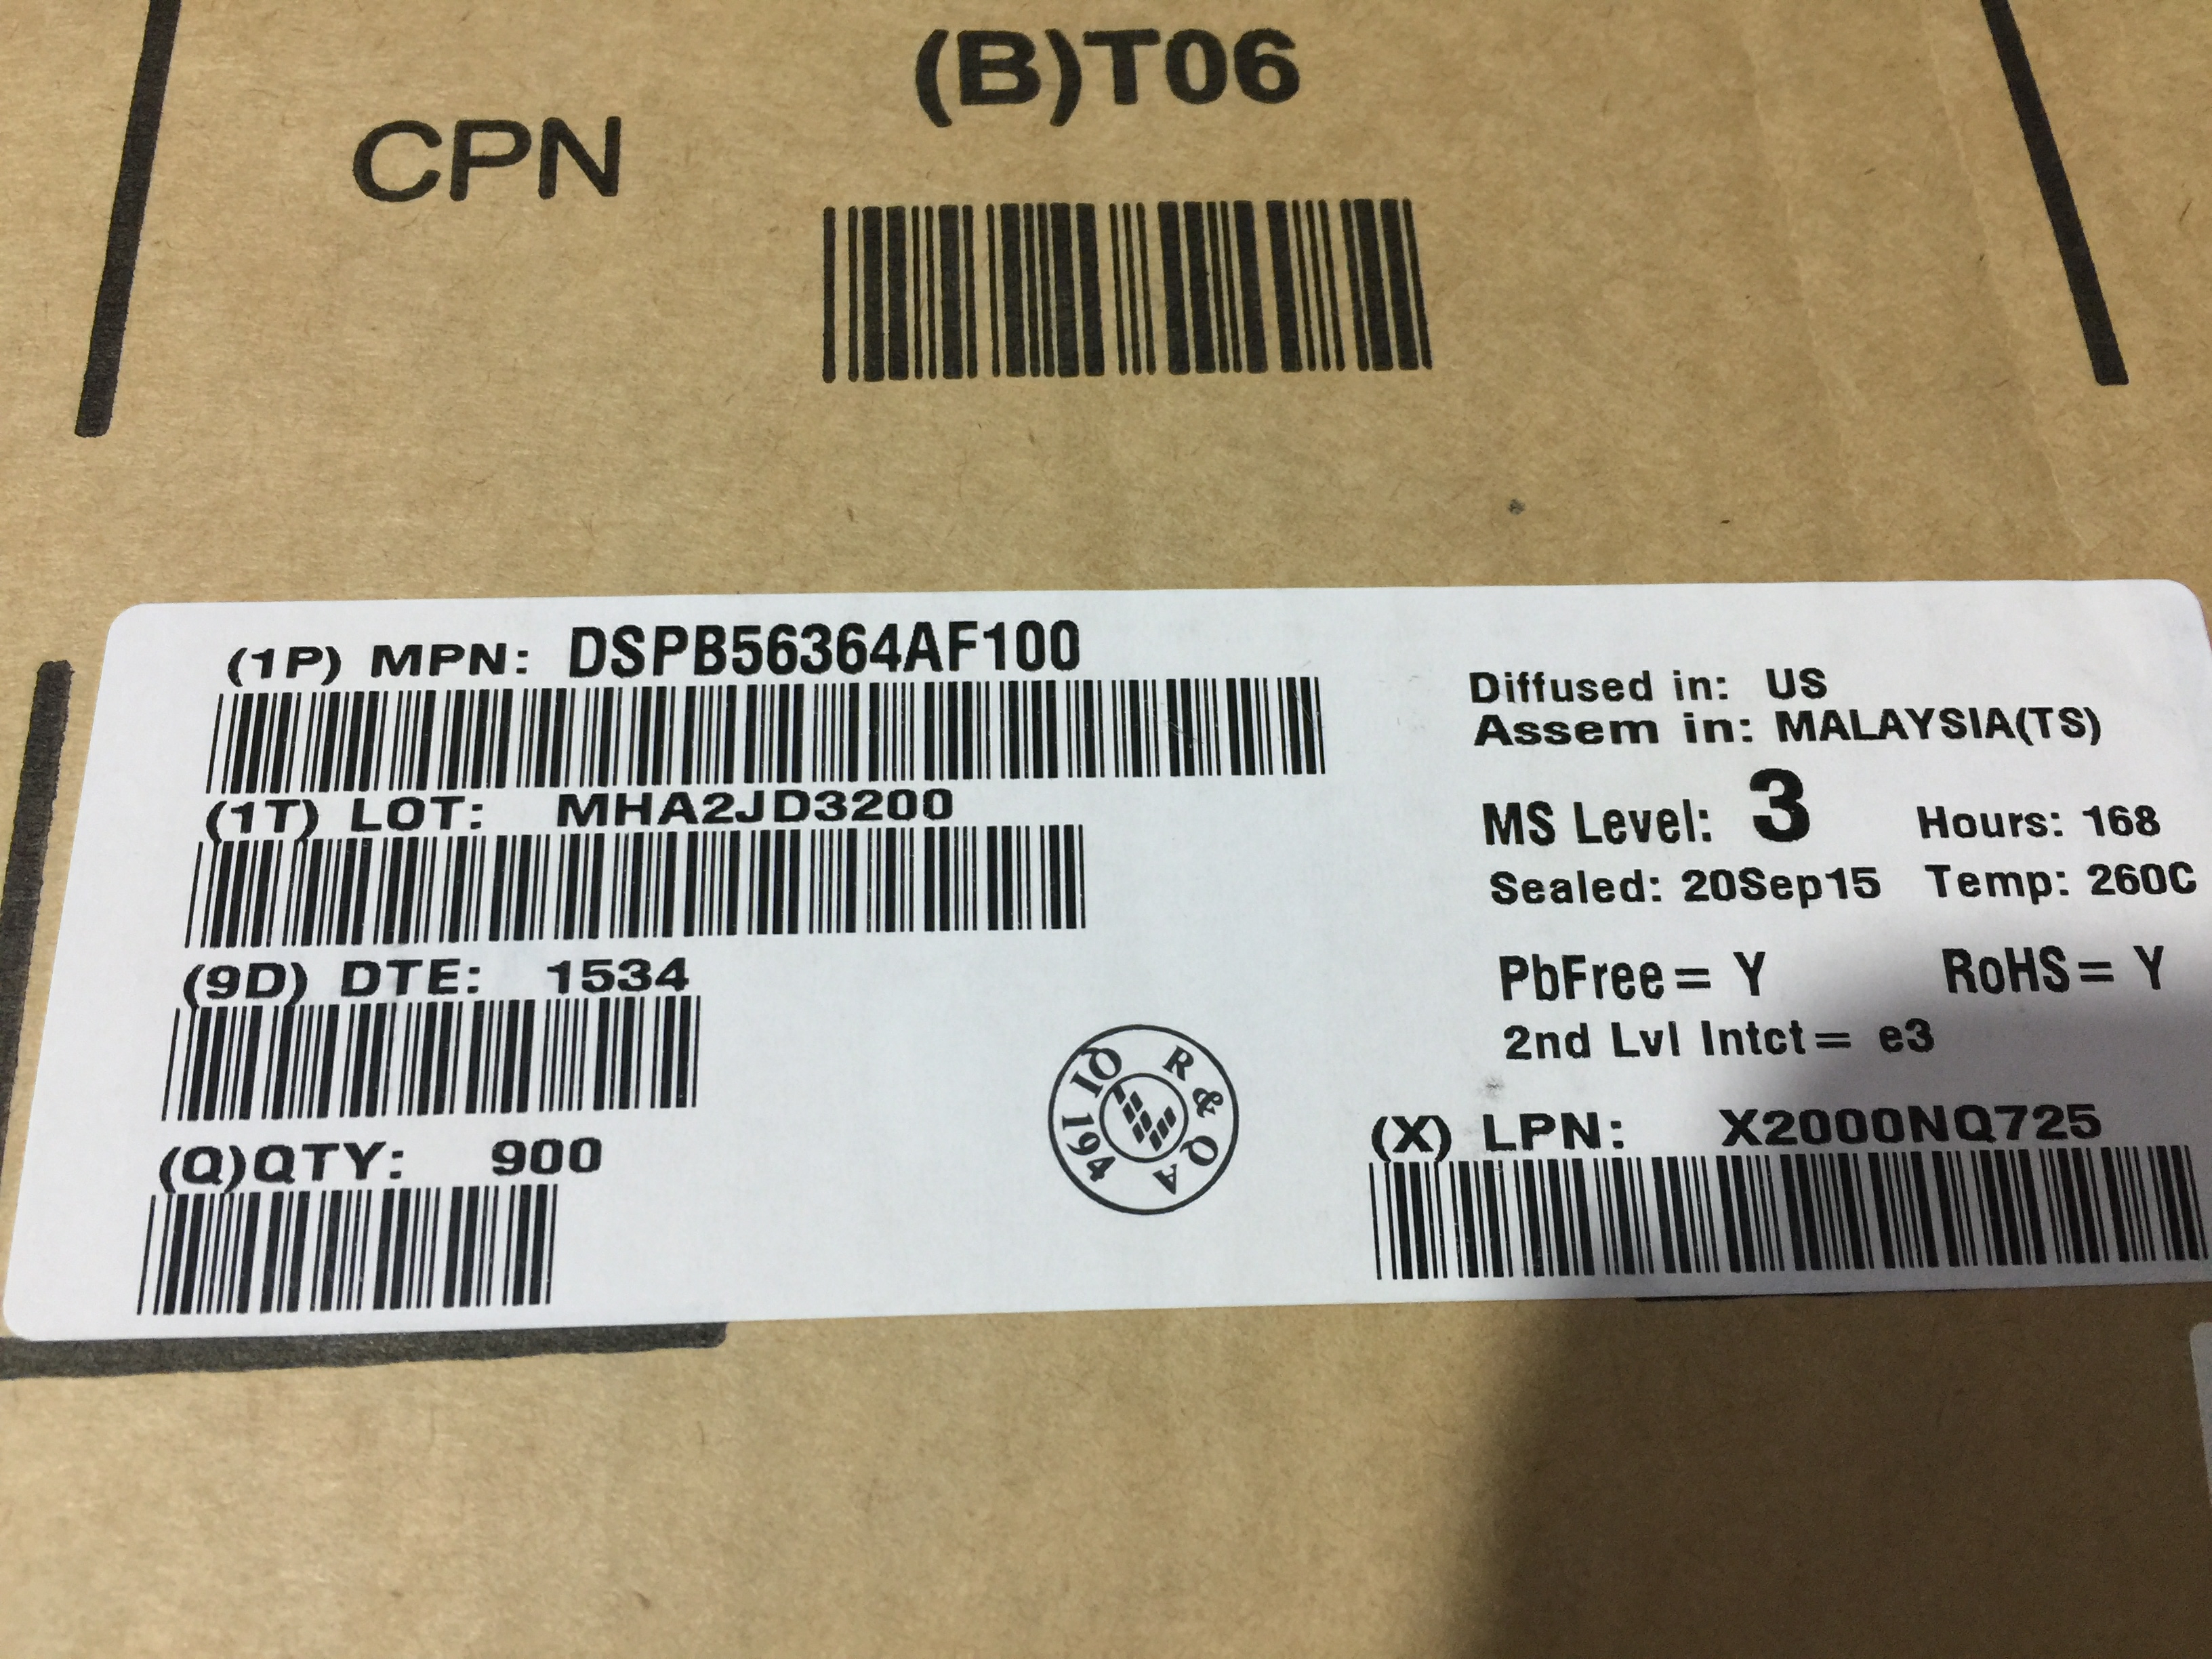 (B)T06
CPN
(1P) MPN: DSPB56364AF100
(1T) LOT: MHA2JD3200
(9D) DTE: 1534
(Q)QTY: 900
Diffused in: US
Assem in: MALAYSIA(TS)
MS Level: 3 Hours: 168
Sealed: 20Sep15 Temp: 260C
PbFree= Y RoHS= Y
2nd Lvl Intct= e3
(X) LPN: X2000NQ725
R & QA
QI 194